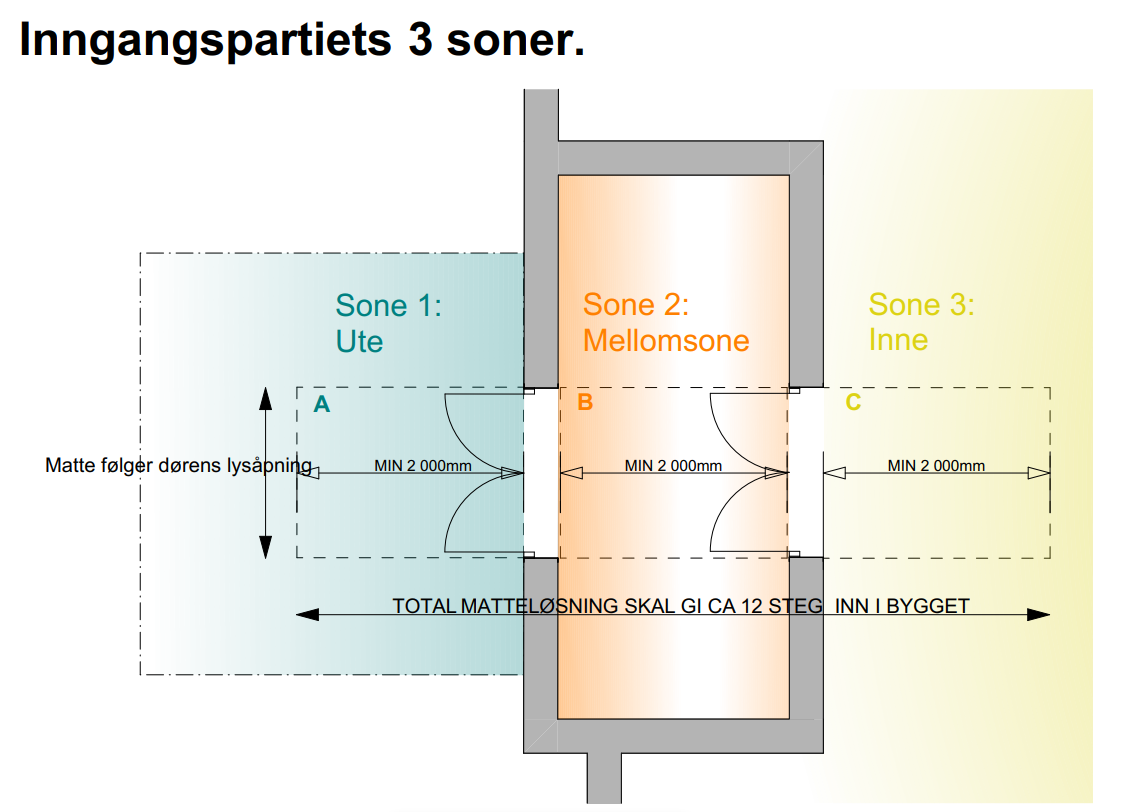 Inngangspartiets 3 soner.
Sone 1:
Ute
Sone 2:
Mellomsone
Sone 3:
Inne
A
B
C
Matte følger dørens lysåpning
MIN 2 000mm
MIN 2 000mm
MIN 2 000mm
TOTAL MATTELØSNING SKAL GI CA 12 STEG INN I BYGGET